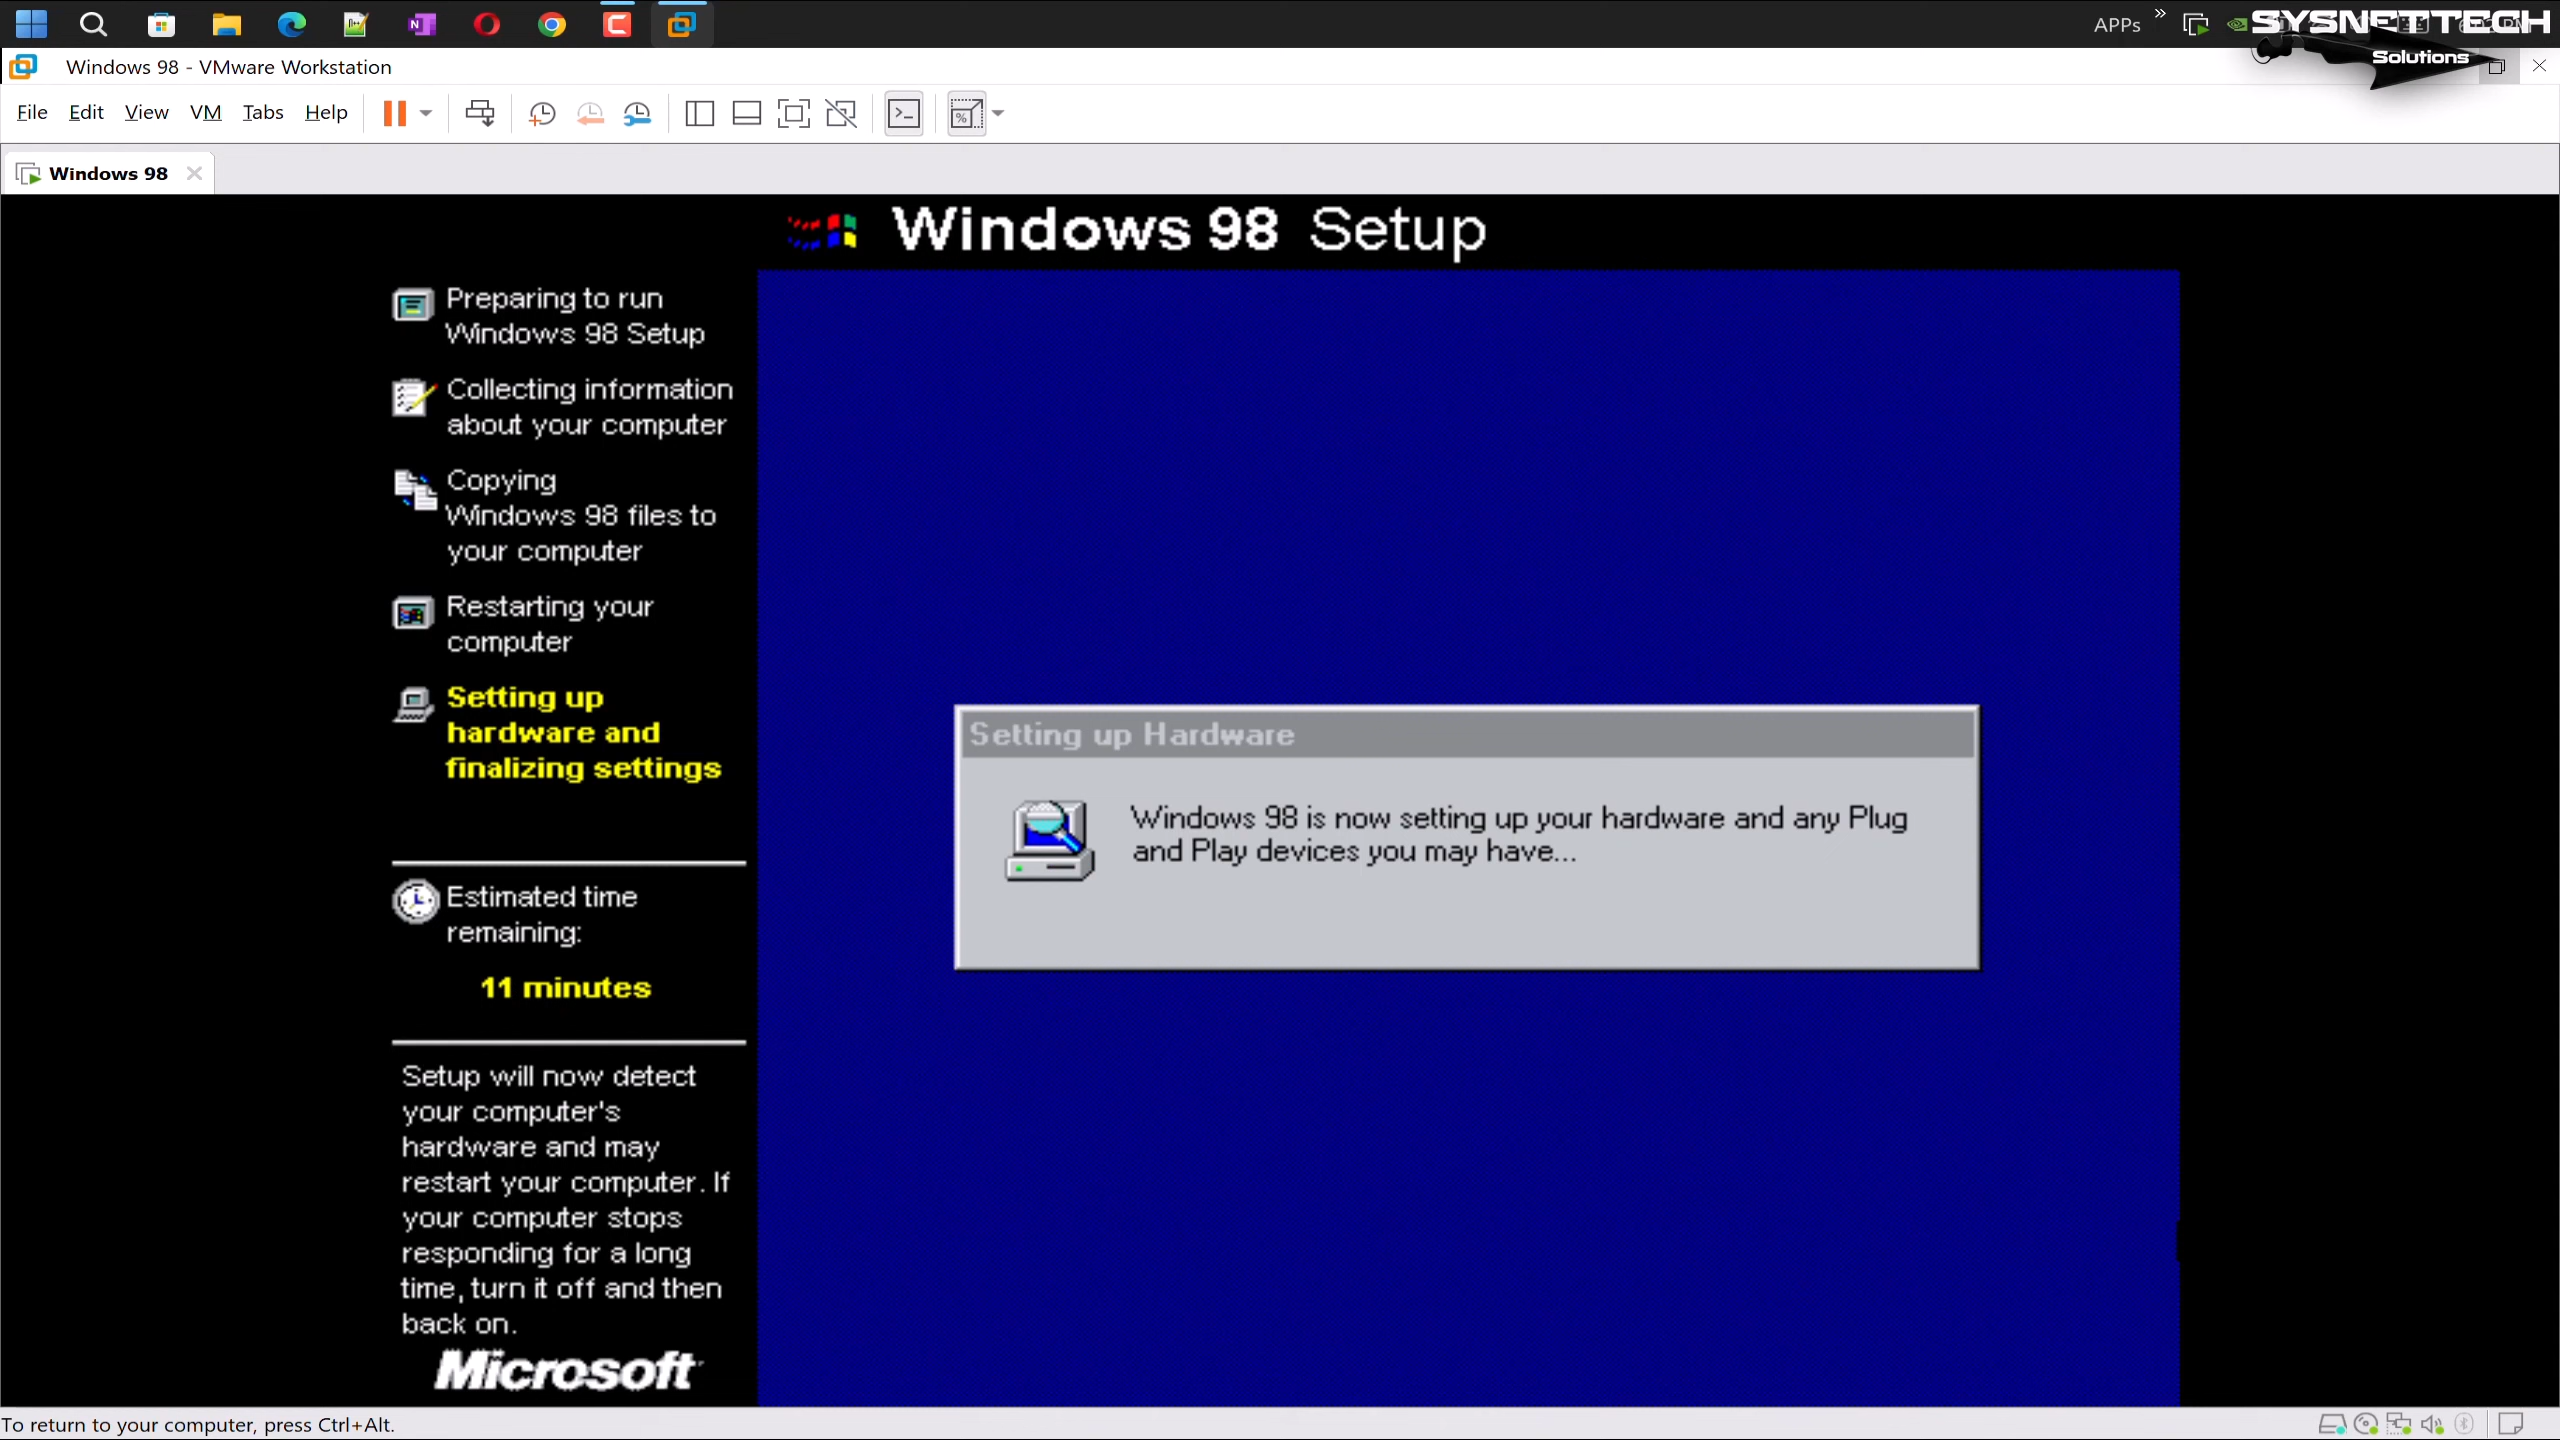 APPs
SYSNETTECH
Solutions
Windows 98 - VMware Workstation
File Edit View VM Tabs Help
Windows 98
Windows 98 Setup
Preparing to run
Windows 98 Setup
Collecting information
about your computer
Copying
Windows 98 files to
your computer
Restarting your
computer
Setting up
hardware and
finalizing settings
Estimated time
remaining:
11 minutes
Setup will now detect
your computer's
hardware and may
restart your computer. If
your computer stops
responding for a long
time, turn it off and then
back on.
Microsoft
Setting up Hardware
Windows 98 is now setting up your hardware and any Plug
and Play devices you may have...
To return to your computer, press Ctrl+Alt.